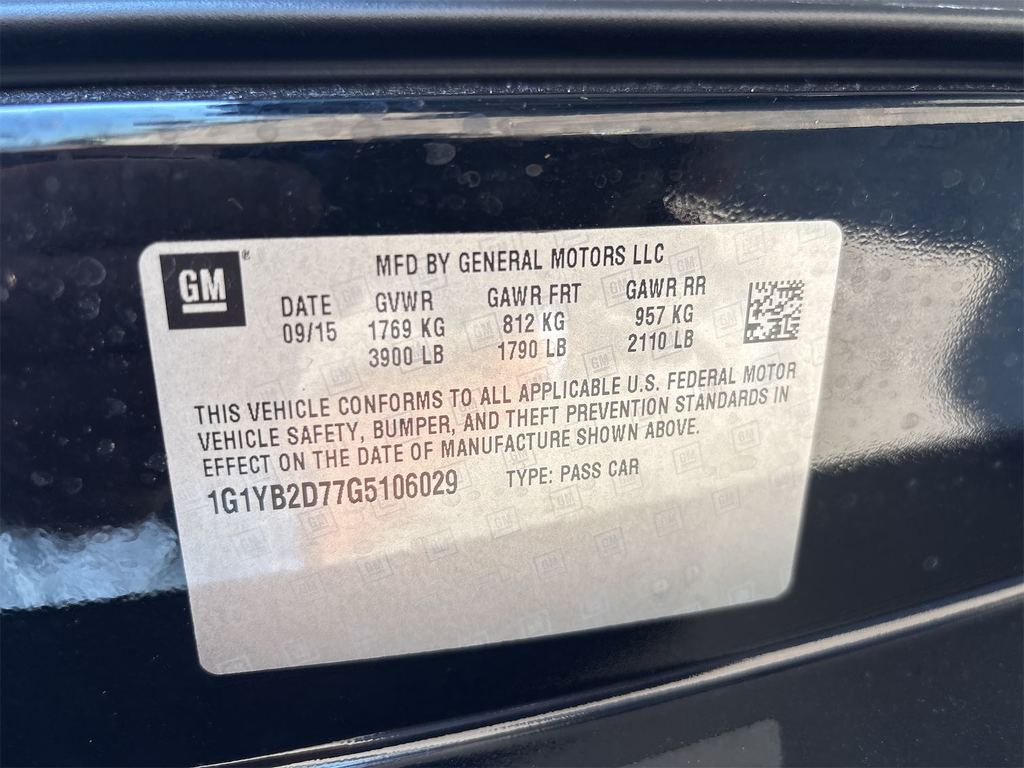 GM®
MFD BY GENERAL MOTORS LLC
DATE GVWR GAWR FRT GAWR RR
09/15 1769 KG 812 KG 957 KG
3900 LB 1790 LB 2110 LB
THIS VEHICLE CONFORMS TO ALL APPLICABLE U.S. FEDERAL MOTOR
VEHICLE SAFETY, BUMPER, AND THEFT PREVENTION STANDARDS IN
EFFECT ON THE DATE OF MANUFACTURE SHOWN ABOVE.
1G1YB2D77G5106029 TYPE: PASS CAR